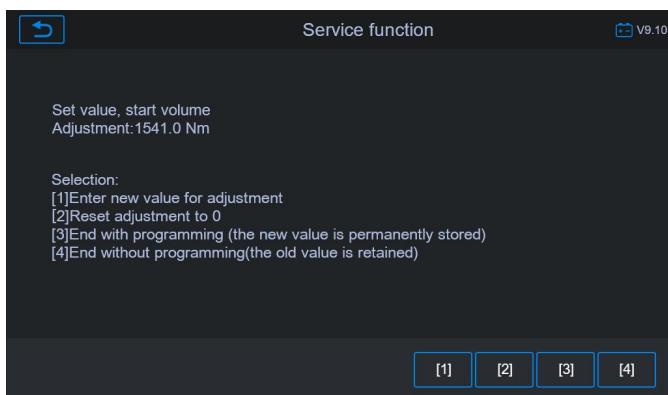 Service function
V9.10
Set value, start volume
Adjustment:1541.0 Nm
Selection:
[1]Enter new value for adjustment
[2]Reset adjustment to 0
[3]End with programming (the new value is permanently stored)
[4]End without programming(the old value is retained)
[1] [2] [3] [4]